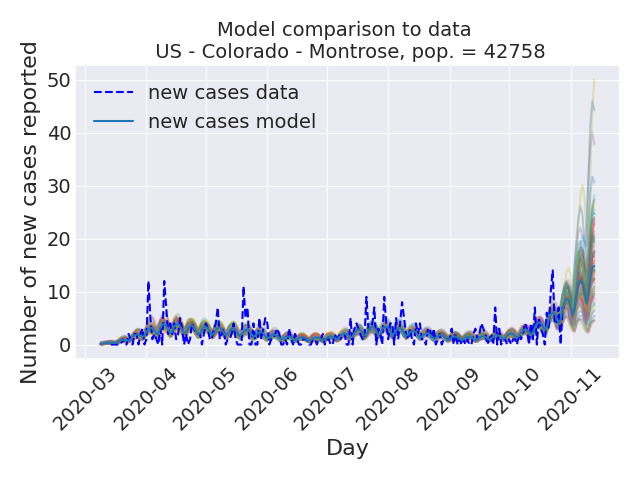 Model comparison to data
US - Colorado - Montrose, pop. = 42758
Number of new cases reported
50
40
30
20
10
0
new cases data
new cases model
2020-03
2020-04
2020-05
2020-06
2020-07
2020-08
2020-09
2020-10
2020-11
Day